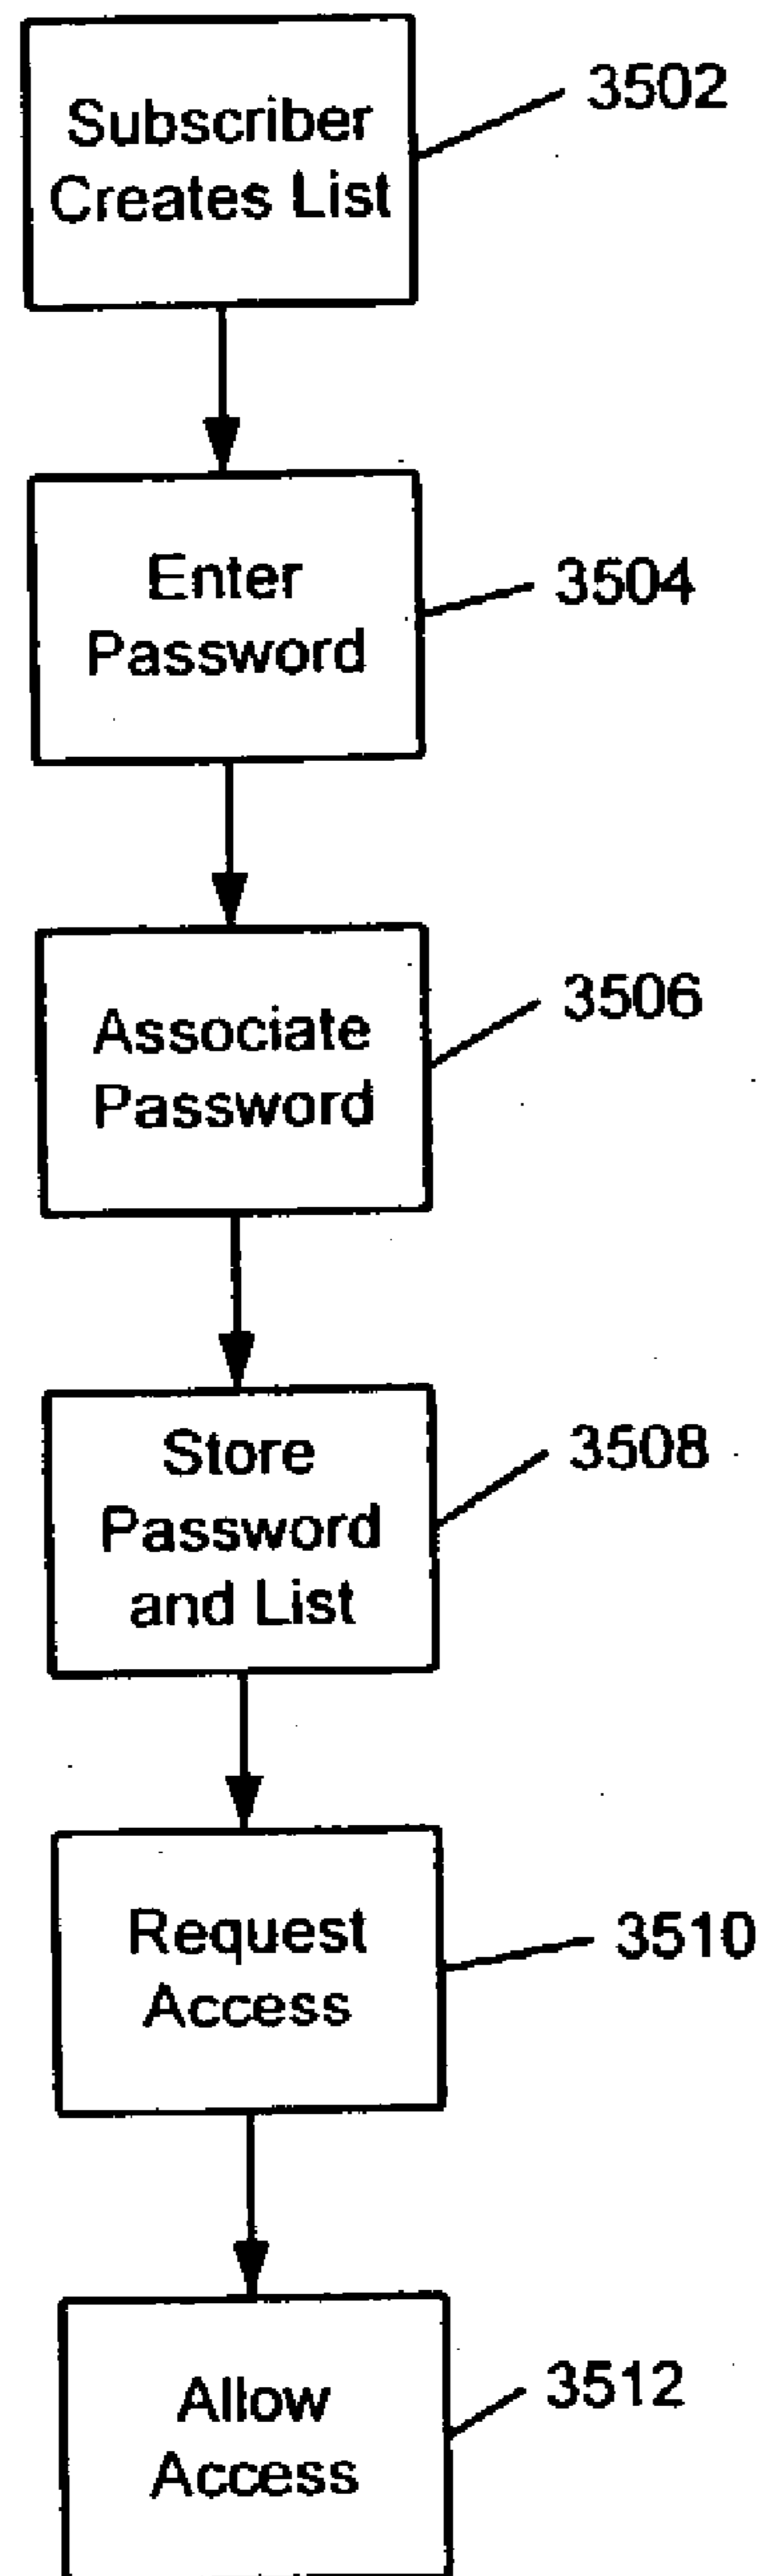 Subscriber
Creates List
3502
Enter
Password
3504
Associate
Password
3506
Store
Password
and List
3508
Request
Access
3510
Allow
Access
3512